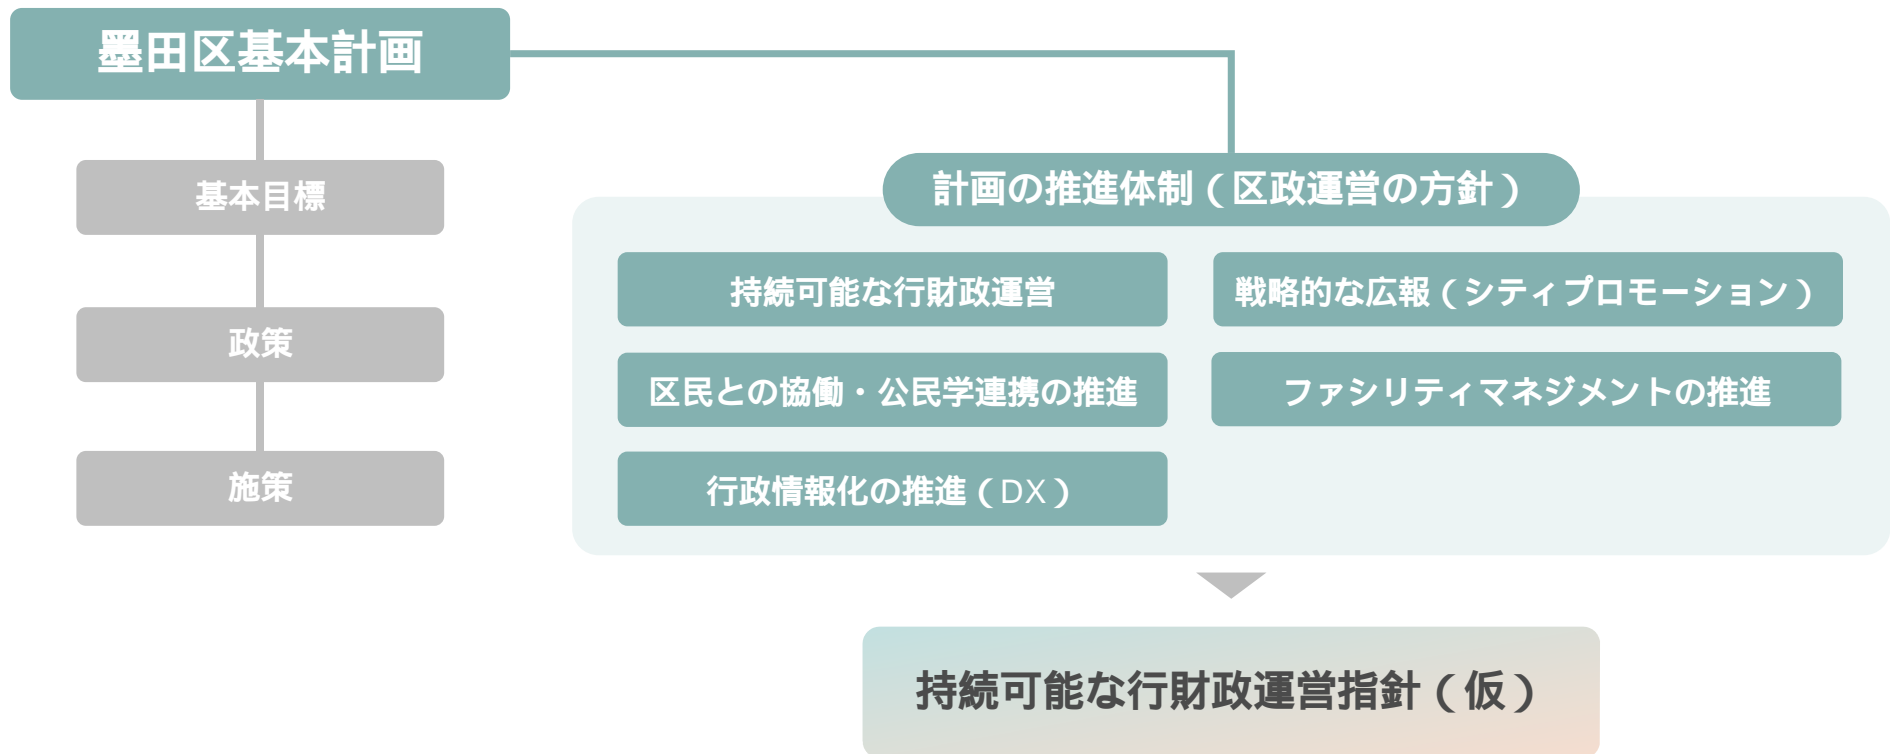 墨田区基本計画
基本目標
政策
施策
計画の推進体制（区政運営の方針）
持続可能な行財政運営
戦略的な広報（シティプロモーション）
区民との協働・公民学連携の推進
ファシリティマネジメントの推進
行政情報化の推進（DX）
持続可能な行財政運営指針（仮）